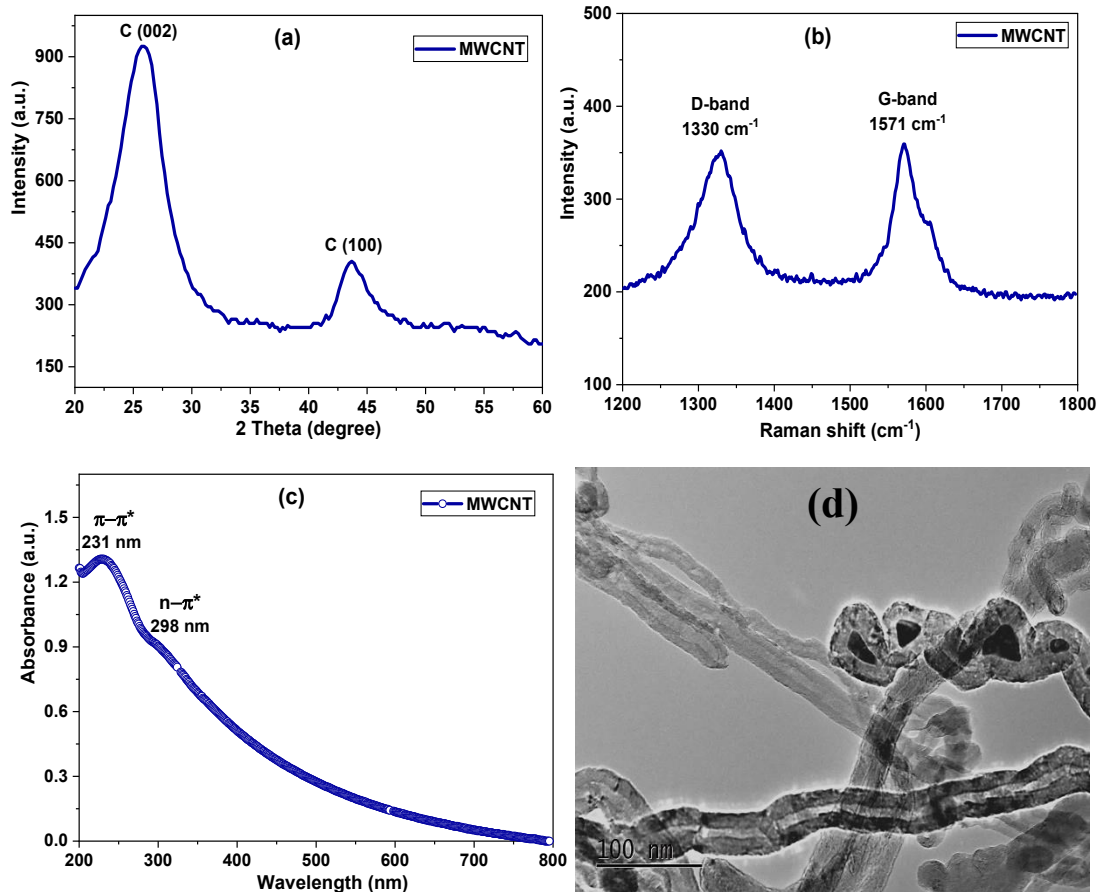 (a)
C (002)
MWCNT
C (100)
Intensity (a.u.)
900
750
600
450
300
150
20 25 30 35 40 45 50 55 60
2 Theta (degree)
(b)
MWCNT
D-band
1330 cm⁻¹
G-band
1571 cm⁻¹
Intensity (a.u.)
500
400
300
200
100
1200 1300 1400 1500 1600 1700 1800
Raman shift (cm⁻¹)
(c)
MWCNT
π–π*
231 nm
n–π*
298 nm
Absorbance (a.u.)
1.5
1.2
0.9
0.6
0.3
0.0
200 300 400 500 600 700 800
Wavelength (nm)
(d)
100 nm